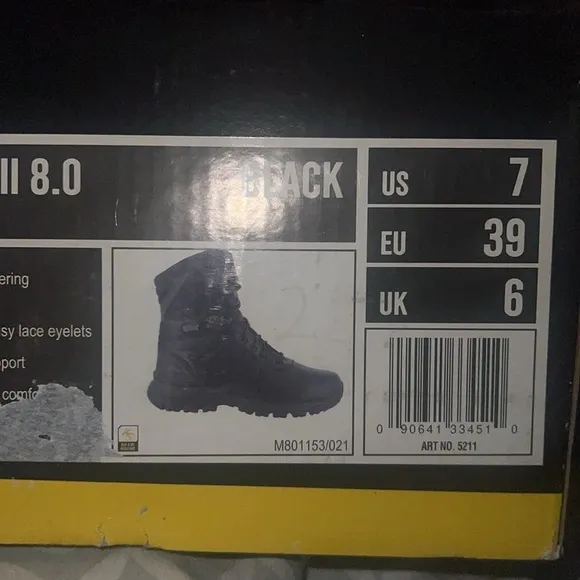 II 8.0
BLACK
US 7
EU 39
UK 6
ering
sy lace eyelets
port
comfo
M801153/021
0 90641 33451 0
ART NO. 5211